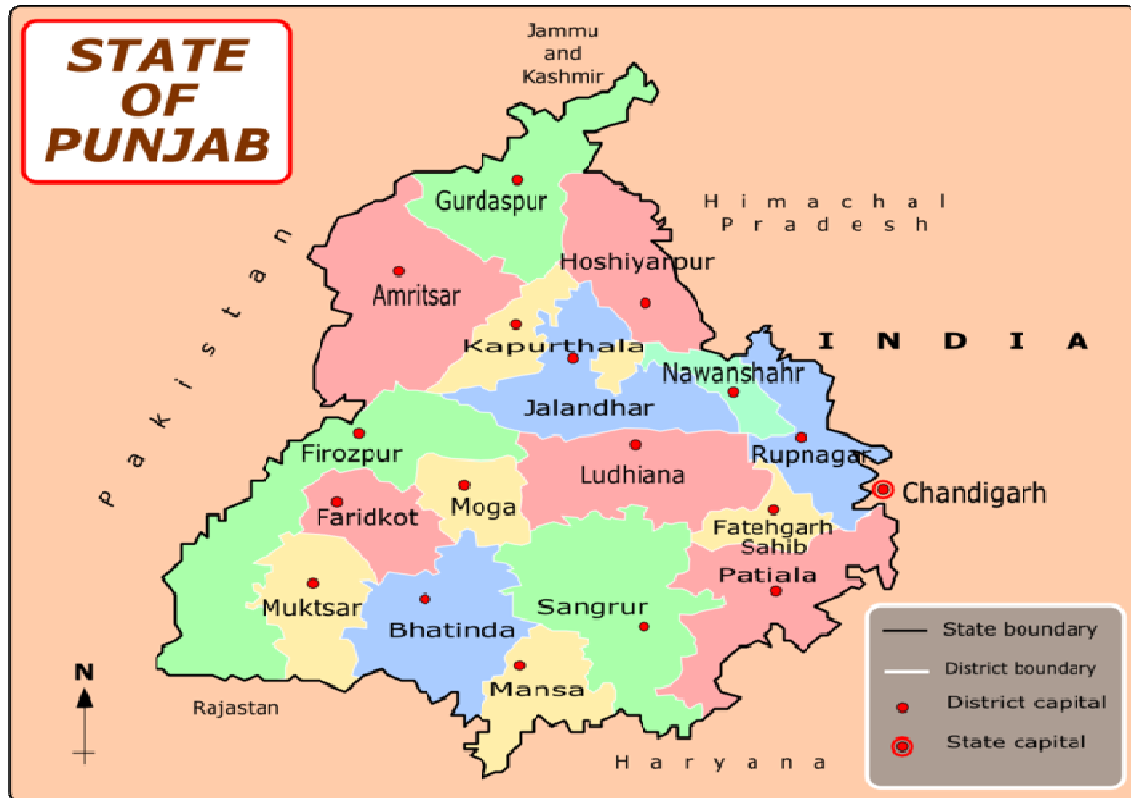 STATE
OF
PUNJAB
Jammu
and
Kashmir
Himachal
Pradesh
Pakistan
INDIA
Gurdaspur
Hoshiyarpur
Amritsar
Kapurthala
Nawanshahr
Jalandhar
Firozpur
Rupnagar
Ludhiana
Chandigarh
Moga
Faridkot
Fatehgarh
Sahib
Patiala
Muktsar
Sangrur
Bhatinda
Mansa
Rajastan
Haryana
N
State boundary
District boundary
District capital
State capital